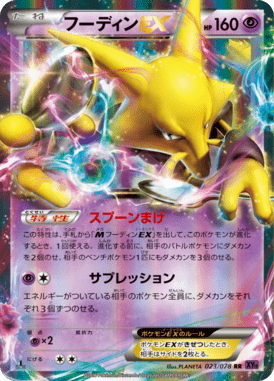 たね フーディンEX HP160
特性 スプーンまげ
この特性は、手札から「MフーディンEX」を出して、このポケモンが進化
するとき、1回使える。進化する前に、相手のバトルポケモンにダメカン
を2個のせ、相手のベンチポケモン1匹にもダメカンを3個のせる。
サプレッション
エネルギーがついている相手のポケモン全員に、ダメカンをそれぞれ
3個のせる。
弱点 抵抗力
×2
にげる
ポケモンEXのルール
ポケモンEXがきぜつしたとき、
相手はサイドを2枚とる。
Illus. PLANETA 021/078 RR XY